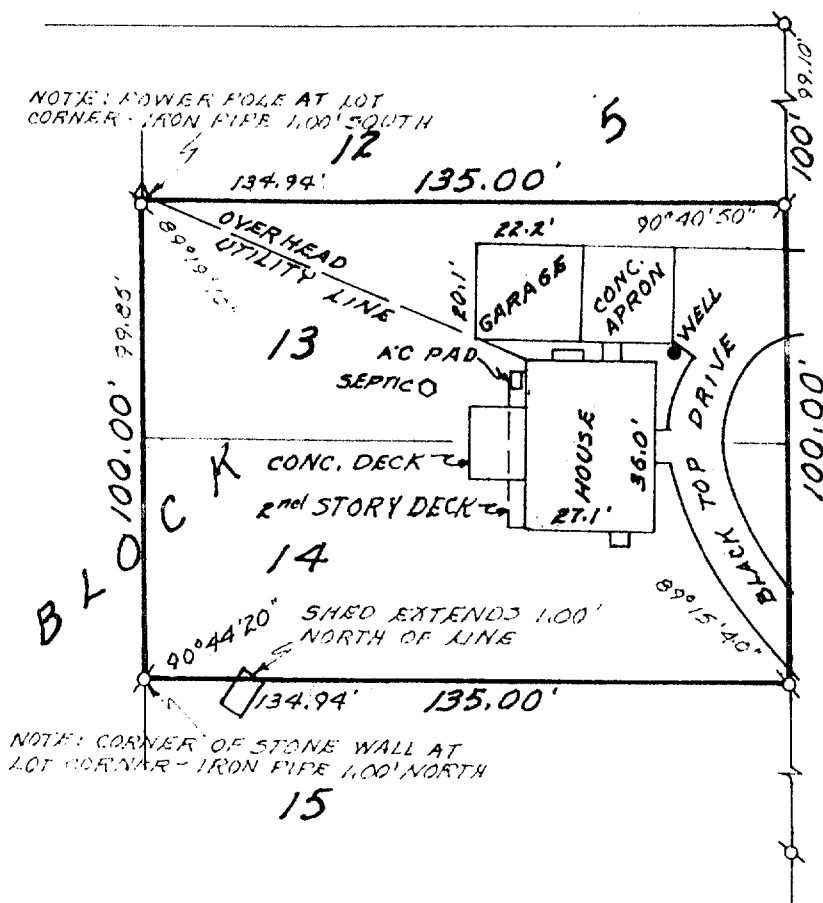 99.10'
100'
NOTE: POWER POLE AT LOT
CORNER - IRON PIPE 1.00' SOUTH
5
12
134.94'
135.00'
90°40'50"
89°19'10"
OVERHEAD
UTILITY LINE
22.2'
20.1'
GARAGE
CONC.
APRON
WELL
99.85'
100.00'
13
AC PAD
SEPTIC
HOUSE
36.0'
27.1'
BLACK TOP DRIVE
100.00'
CONC. DECK
2nd STORY DECK
BLOCK
14
89°15'40"
90°44'20"
SHED EXTENDS 1.00'
NORTH OF LINE
134.94'
135.00'
NOTE: CORNER OF STONE WALL AT
LOT CORNER - IRON PIPE 1.00' NORTH
15